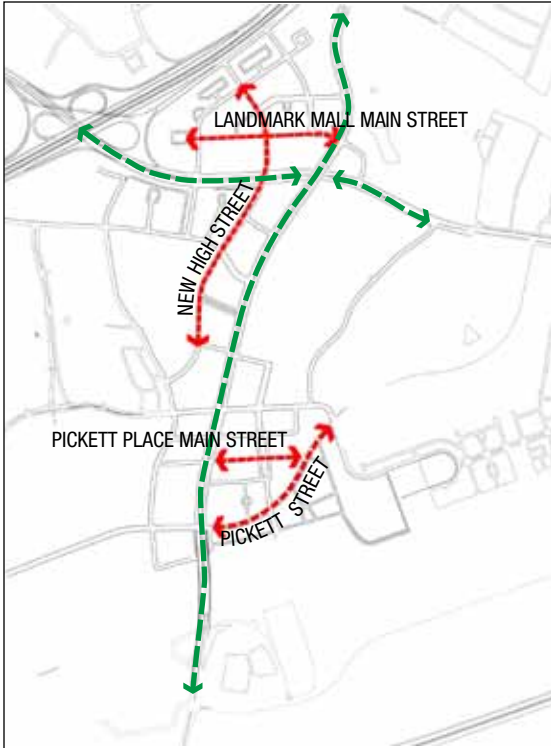 LANDMARK MALL MAIN STREET
NEW HIGH STREET
PICKETT PLACE MAIN STREET
PICKETT STREET